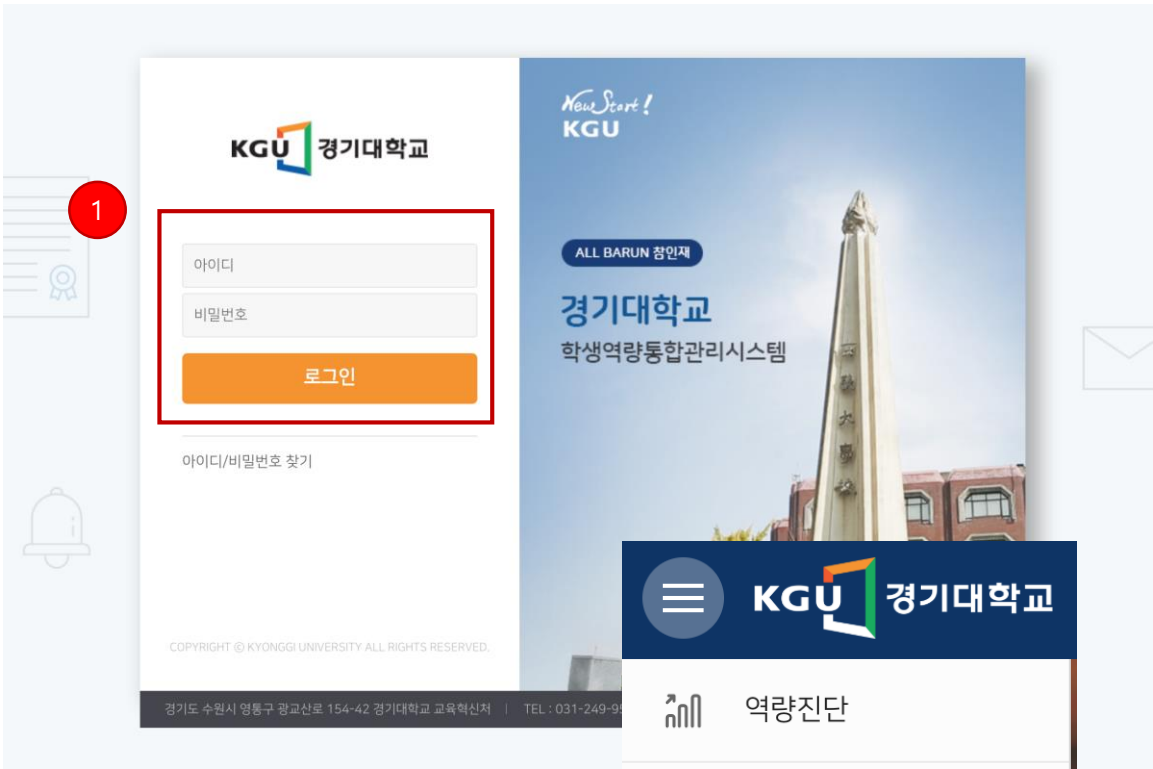 KGU 경기대학교
1
아이디
비밀번호
로그인
아이디/비밀번호 찾기
COPYRIGHT © KYONGGI UNIVERSITY ALL RIGHTS RESERVED.
New Start!
KGU
ALL BARUN 참인재
경기대학교
학생역량통합관리시스템
경기도 수원시 영통구 광교산로 154-42 경기대학교 교육혁신처 | TEL : 031-249-9
KGU 경기대학교
역량진단